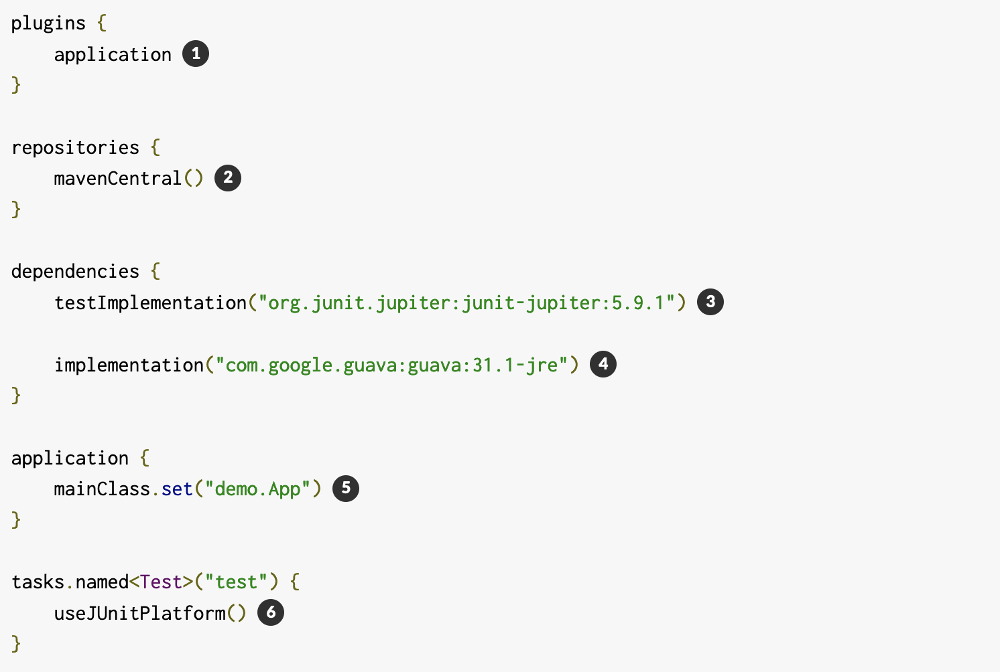 plugins {
    application 1
}

repositories {
    mavenCentral() 2
}

dependencies {
    testImplementation("org.junit.jupiter:junit-jupiter:5.9.1") 3

    implementation("com.google.guava:guava:31.1-jre") 4
}

application {
    mainClass.set("demo.App") 5
}

tasks.named<Test>("test") {
    useJUnitPlatform() 6
}